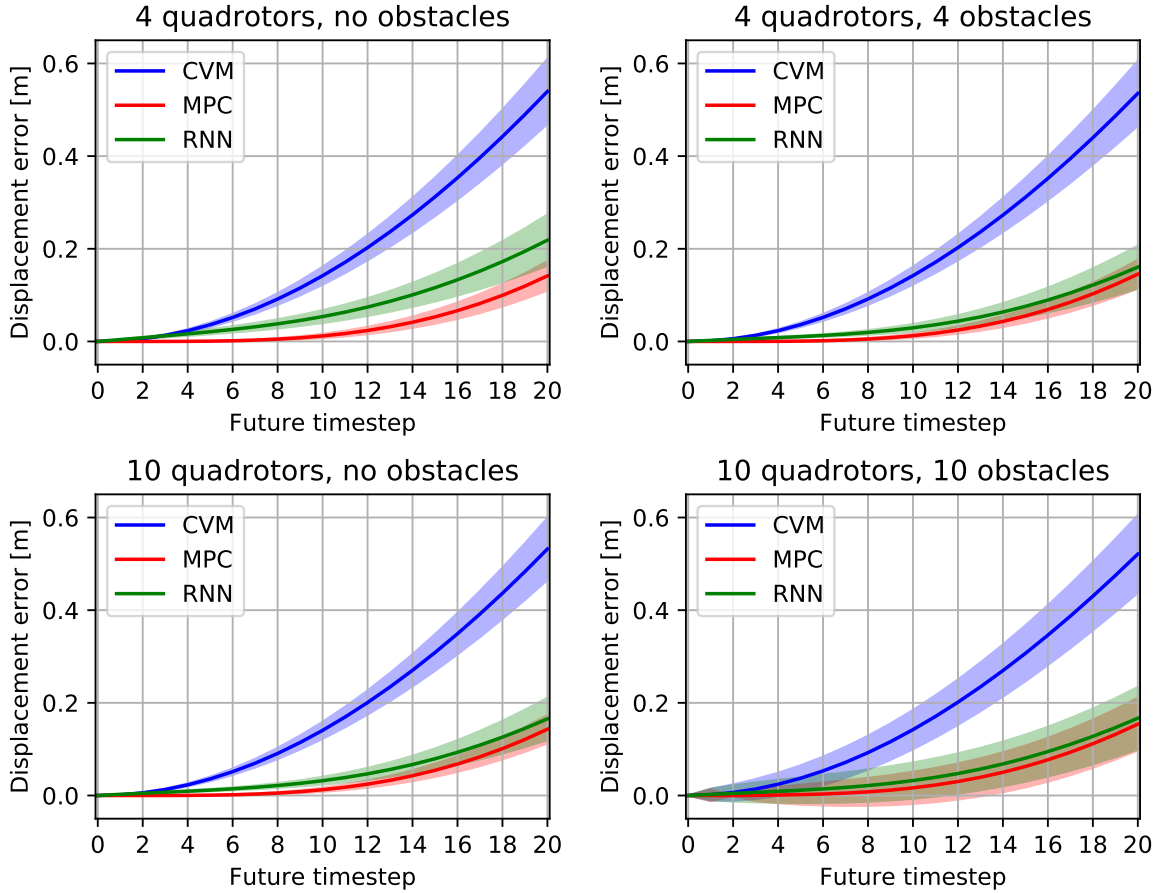 4 quadrotors, no obstacles
Displacement error [m]
0.6
0.4
0.2
0.0
CVM
MPC
RNN
0 2 4 6 8 10 12 14 16 18 20
Future timestep
4 quadrotors, 4 obstacles
Displacement error [m]
0.6
0.4
0.2
0.0
CVM
MPC
RNN
0 2 4 6 8 10 12 14 16 18 20
Future timestep
10 quadrotors, no obstacles
Displacement error [m]
0.6
0.4
0.2
0.0
CVM
MPC
RNN
0 2 4 6 8 10 12 14 16 18 20
Future timestep
10 quadrotors, 10 obstacles
Displacement error [m]
0.6
0.4
0.2
0.0
CVM
MPC
RNN
0 2 4 6 8 10 12 14 16 18 20
Future timestep